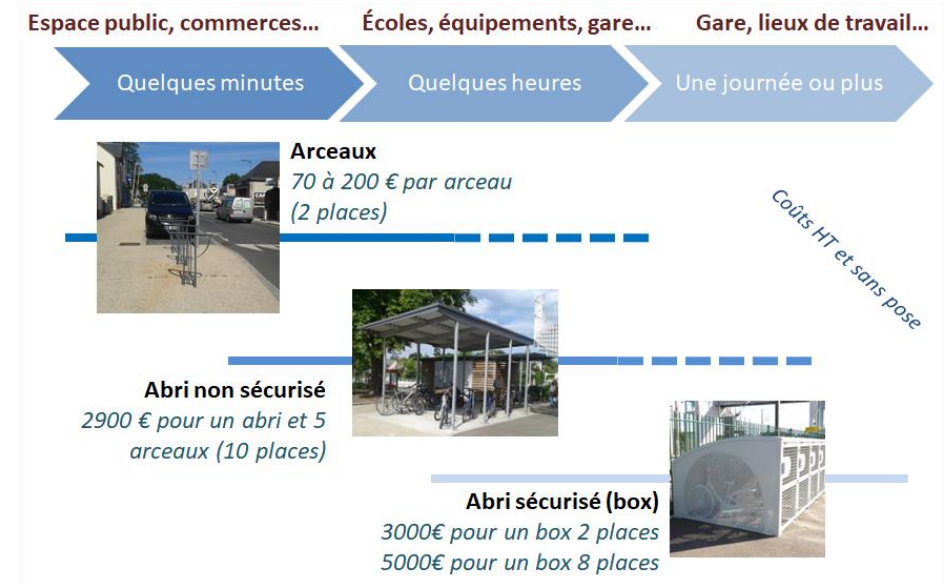 Espace public, commerces…
Écoles, équipements, gare…
Gare, lieux de travail…
Quelques minutes
Quelques heures
Une journée ou plus
Arceaux
70 à 200 € par arceau
(2 places)
Coûts HT et sans pose
Abri non sécurisé
2900 € pour un abri et 5
arceaux (10 places)
Abri sécurisé (box)
3000€ pour un box 2 places
5000€ pour un box 8 places